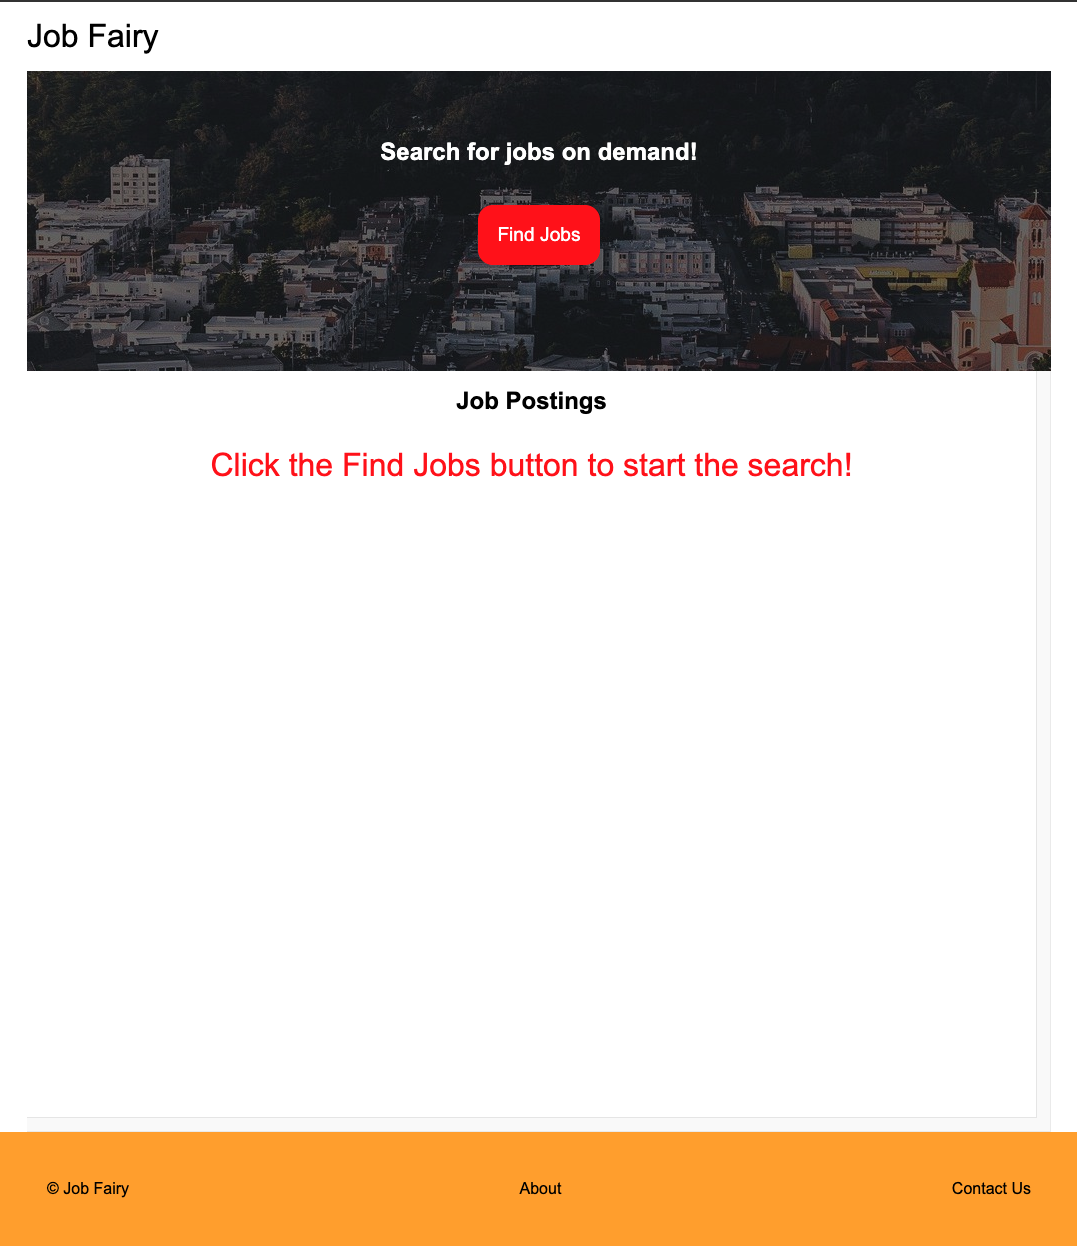 Job Fairy
Search for jobs on demand!
Find Jobs
Job Postings
Click the Find Jobs button to start the search!
© Job Fairy
About
Contact Us